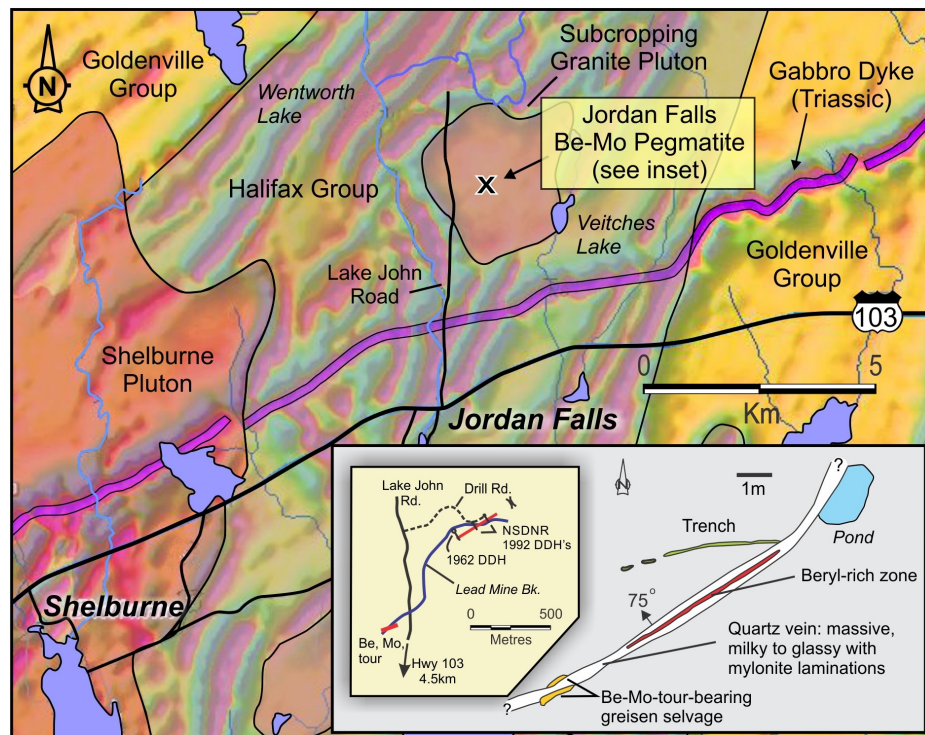 N
Goldenville
Group
Wentworth
Lake
Subcropping
Granite Pluton
Gabbro Dyke
(Triassic)
Jordan Falls
Be-Mo Pegmatite
(see inset)
X
Halifax Group
Veitches
Lake
Lake John
Road
Goldenville
Group
103
Shelburne
Pluton
0 5
Km
Jordan Falls
Shelburne
Lake John
Rd.
Drill Rd.
NSDNR
1992 DDH's
1962 DDH
Lead Mine Bk.
0 500
Metres
Be, Mo,
tour
Hwy 103
4.5km
N
1m
?
Pond
Trench
Beryl-rich zone
75°
Quartz vein: massive,
milky to glassy with
mylonite laminations
Be-Mo-tour-bearing
greisen selvage
?